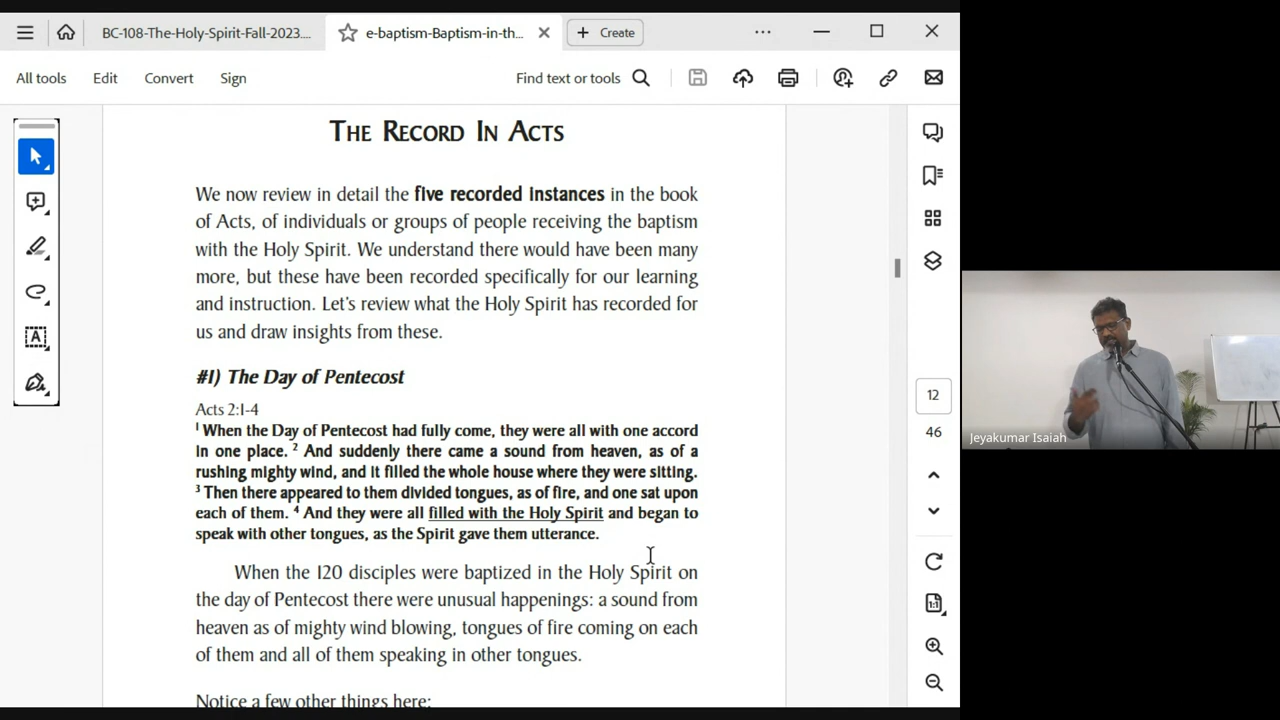 BC-108-The-Holy-Spirit-Fall-2023....
e-baptism-Baptism-in-th...
Create
All tools
Edit
Convert
Sign
Find text or tools
THE RECORD IN ACTS
We now review in detail the five recorded instances in the book
of Acts, of individuals or groups of people receiving the baptism
with the Holy Spirit. We understand there would have been many
more, but these have been recorded specifically for our learning
and instruction. Let's review what the Holy Spirit has recorded for
us and draw insights from these.
#1) The Day of Pentecost
Acts 2:1-4
1 When the Day of Pentecost had fully come, they were all with one accord
in one place. 2 And suddenly there came a sound from heaven, as of a
rushing mighty wind, and it filled the whole house where they were sitting.
3 Then there appeared to them divided tongues, as of fire, and one sat upon
each of them. 4 And they were all filled with the Holy Spirit and began to
speak with other tongues, as the Spirit gave them utterance.
When the 120 disciples were baptized in the Holy Spirit on
the day of Pentecost there were unusual happenings: a sound from
heaven as of mighty wind blowing, tongues of fire coming on each
of them and all of them speaking in other tongues.
Notice a few other things here:
12
46
1:1
Jeyakumar Isaiah